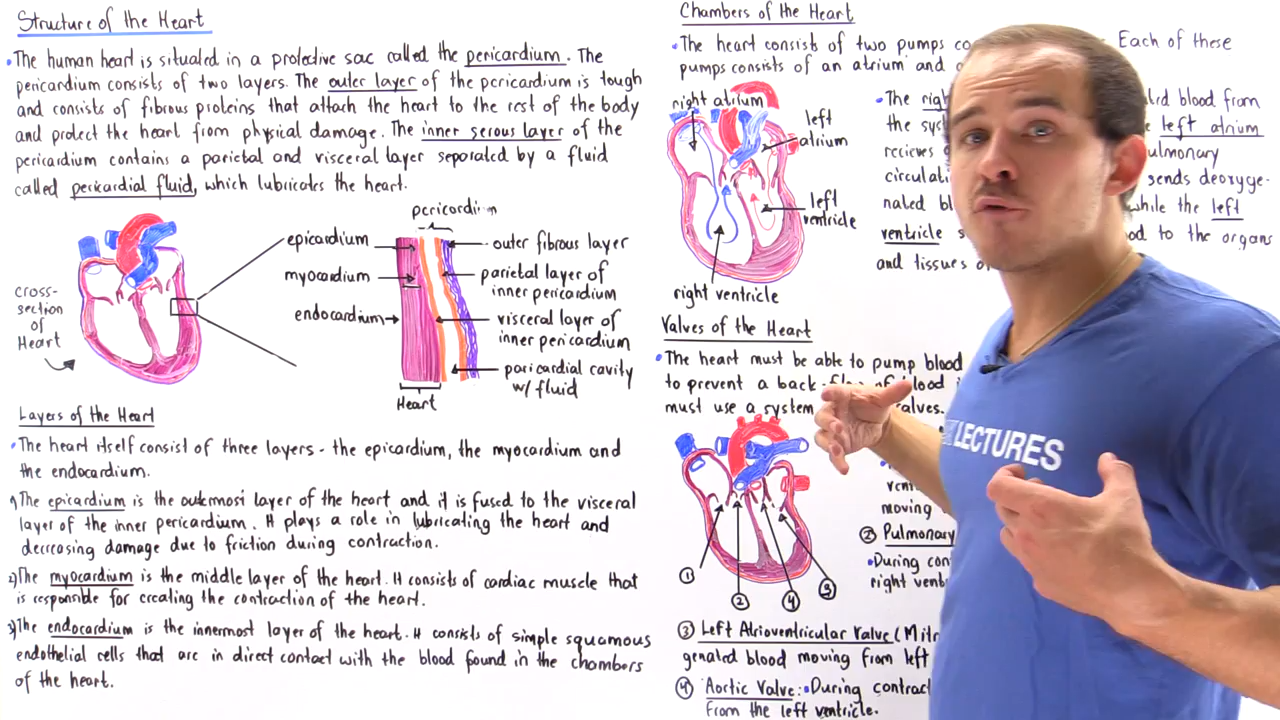 Structure of the Heart
• The human heart is situated in a protective sac called the pericardium. The
pericardium consists of two layers. The outer layer of the pericardium is tough
and consists of fibrous proteins that attach the heart to the rest of the body
and protect the heart from physical damage. The inner serous layer of the
pericardium contains a parietal and visceral layer separated by a fluid
called pericardial fluid, which lubricates the heart.
cross-
section
of
Heart
pericordium
epicardium
myocardium
endocardium
outer fibrous layer
parietal layer of
inner pericardium
visceral layer of
inner pericardium
paricardial cavity
w/ fluid
Heart
Layers of the Heart
• The heart itself consist of three layers - the epicardium, the myocardium and
the endocardium.
1) The epicardium is the outermost layer of the heart and it is fused to the visceral
layer of the inner pericardium. It plays a role in lubricating the heart and
decreasing damage due to friction during contraction.
2) The myocardium is the middle layer of the heart. It consists of cardiac muscle that
is responsible for creating the contraction of the heart.
3) The endocardium is the innermost layer of the heart. It consists of simple squamous
endothelial cells that are in direct contact with the blood found in the chambers
of the heart.
Chambers of the Heart
• The heart consists of two pumps Each of these
pumps consists of an atrium and
right atrium
left
atrium
left
ventricle
right ventricle
• The blood from
the left atrium
recieves
sends deoxyge-
while the left
ventricle to the organs
and tissues
Valves of the Heart
• The heart must be able to pump blood
to prevent a back-flow of blood
must use a system valves.
1
2
4
3
moving
2 Pulmonary
• During
right
3 Left Atrioventricular Valve
moving from left
4 Aortic Valve: • During
from the left ventricle.
LECTURES